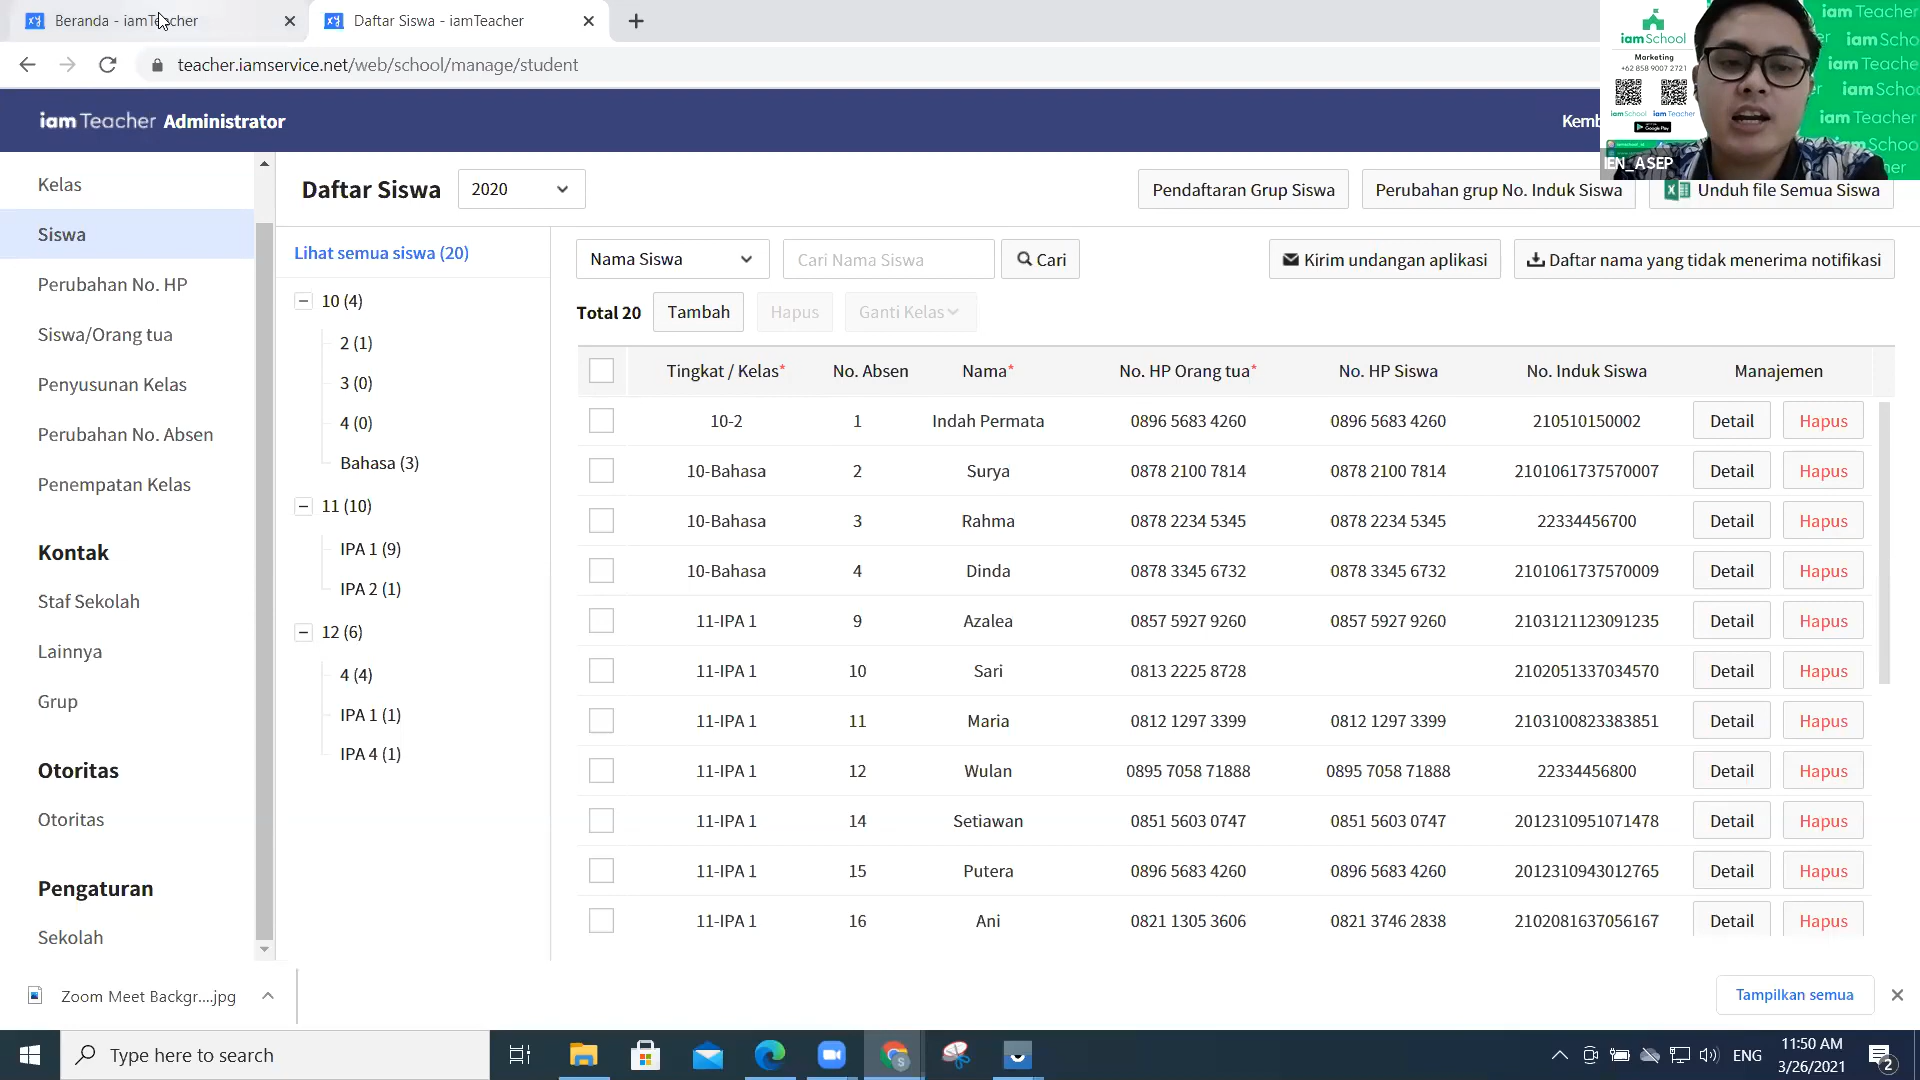 Beranda - iamTeacher
Daftar Siswa - iamTeacher
teacher.iamservice.net/web/school/manage/student
iam Teacher Administrator
iamSchool
Marketing
+62 858 9007 2721
iamSchool iamTeacher
Google Play
IEN_ASEP
iam Teacher
iam Teacher
iam Teacher
Kelas
Siswa
Perubahan No. HP
Siswa/Orang tua
Penyusunan Kelas
Perubahan No. Absen
Penempatan Kelas
Kontak
Staf Sekolah
Lainnya
Grup
Otoritas
Otoritas
Pengaturan
Sekolah
Daftar Siswa 2020
Pendaftaran Grup Siswa
Perubahan grup No. Induk Siswa
Unduh file Semua Siswa
Lihat semua siswa (20)
10 (4)
2 (1)
3 (0)
4 (0)
Bahasa (3)
11 (10)
IPA 1 (9)
IPA 2 (1)
12 (6)
4 (4)
IPA 1 (1)
IPA 4 (1)
Nama Siswa Cari Nama Siswa Cari
Kirim undangan aplikasi
Daftar nama yang tidak menerima notifikasi
Total 20 Tambah Hapus Ganti Kelas
Tingkat / Kelas* No. Absen Nama* No. HP Orang tua* No. HP Siswa No. Induk Siswa Manajemen
10-2 1 Indah Permata 0896 5683 4260 0896 5683 4260 210510150002 Detail Hapus
10-Bahasa 2 Surya 0878 2100 7814 0878 2100 7814 2101061737570007 Detail Hapus
10-Bahasa 3 Rahma 0878 2234 5345 0878 2234 5345 22334456700 Detail Hapus
10-Bahasa 4 Dinda 0878 3345 6732 0878 3345 6732 2101061737570009 Detail Hapus
11-IPA 1 9 Azalea 0857 5927 9260 0857 5927 9260 2103121123091235 Detail Hapus
11-IPA 1 10 Sari 0813 2225 8728 2102051337034570 Detail Hapus
11-IPA 1 11 Maria 0812 1297 3399 0812 1297 3399 2103100823383851 Detail Hapus
11-IPA 1 12 Wulan 0895 7058 71888 0895 7058 71888 22334456800 Detail Hapus
11-IPA 1 14 Setiawan 0851 5603 0747 0851 5603 0747 2012310951071478 Detail Hapus
11-IPA 1 15 Putera 0896 5683 4260 0896 5683 4260 2012310943012765 Detail Hapus
11-IPA 1 16 Ani 0821 1305 3606 0821 3746 2838 2102081637056167 Detail Hapus
Zoom Meet Backgr....jpg
Tampilkan semua
Type here to search
ENG
11:50 AM
3/26/2021
2